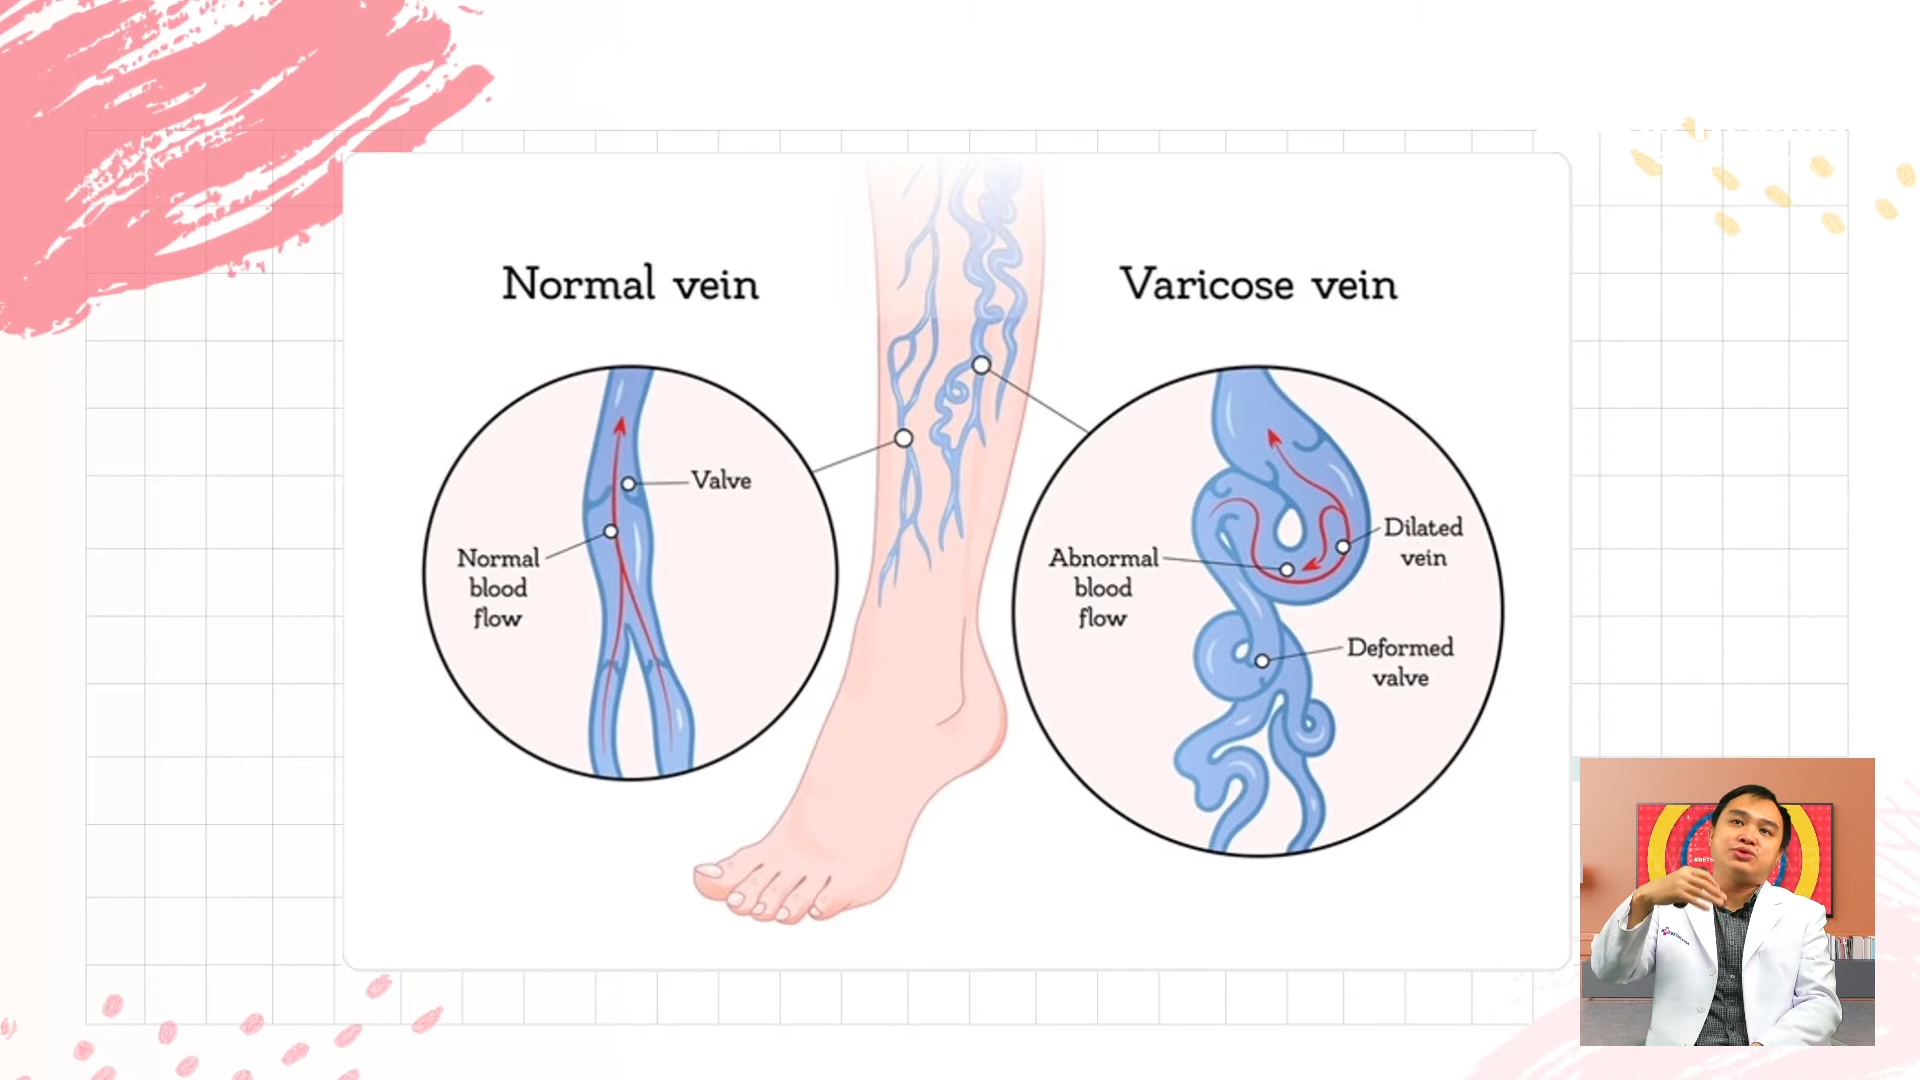 Normal vein
Varicose vein
Valve
Normal
blood
flow
Abnormal
blood
flow
Dilated
vein
Deformed
valve